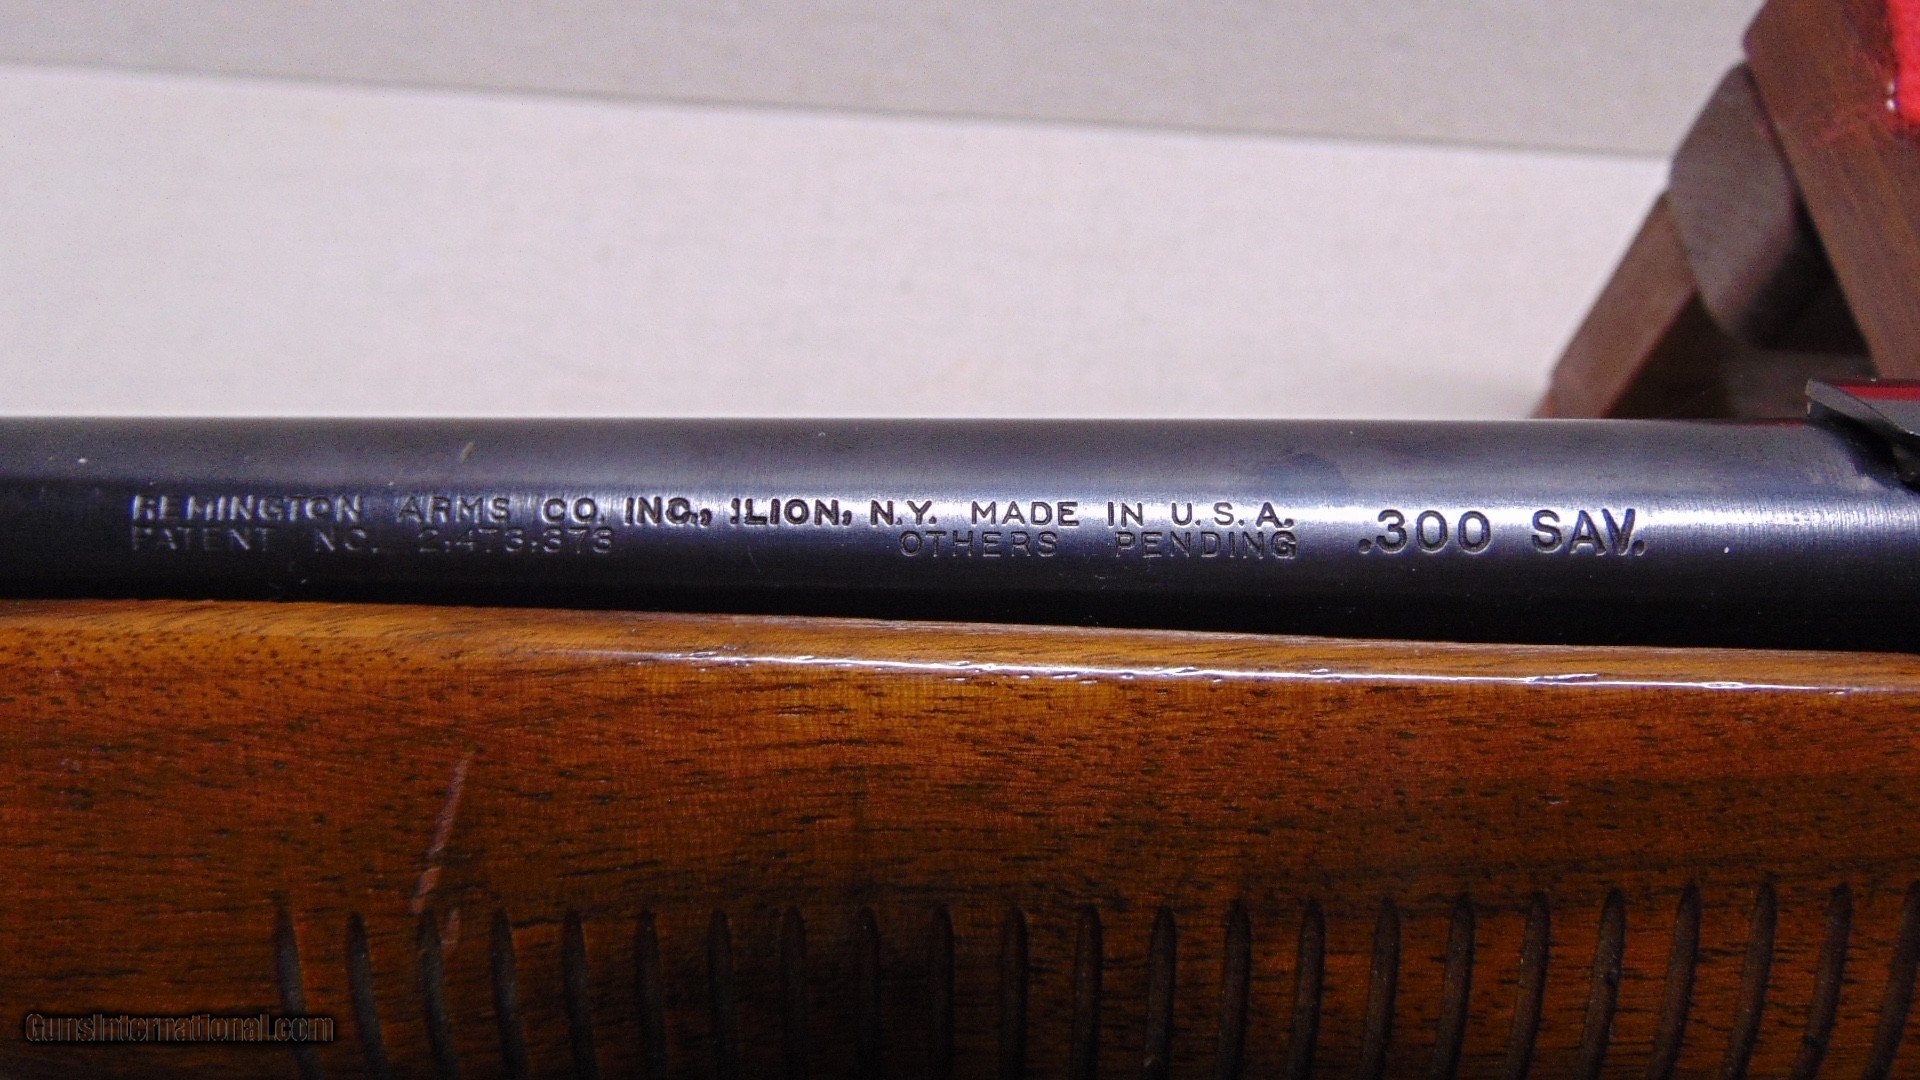 REMINGTON ARMS CO. INC., ILION, N.Y. MADE IN U.S.A.
PATENT NO. 2,473,373 OTHERS PENDING
.300 SAV.
GunsInternational.com